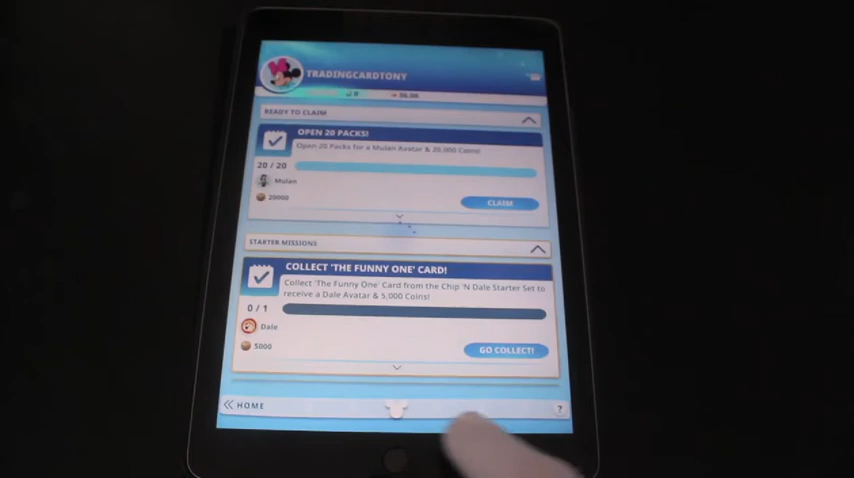 TRADINGCARDTONY
READY TO CLAIM
OPEN 20 PACKS!
Open 20 Packs for a Mulan Avatar & 20,000 Coins!
20 / 20
Mulan
20000
CLAIM
STARTER MISSIONS
COLLECT 'THE FUNNY ONE' CARD!
Collect 'The Funny One' Card from the Chip 'N Dale Starter Set to
receive a Dale Avatar & 5,000 Coins!
0 / 1
Dale
5000
GO COLLECT!
HOME
?